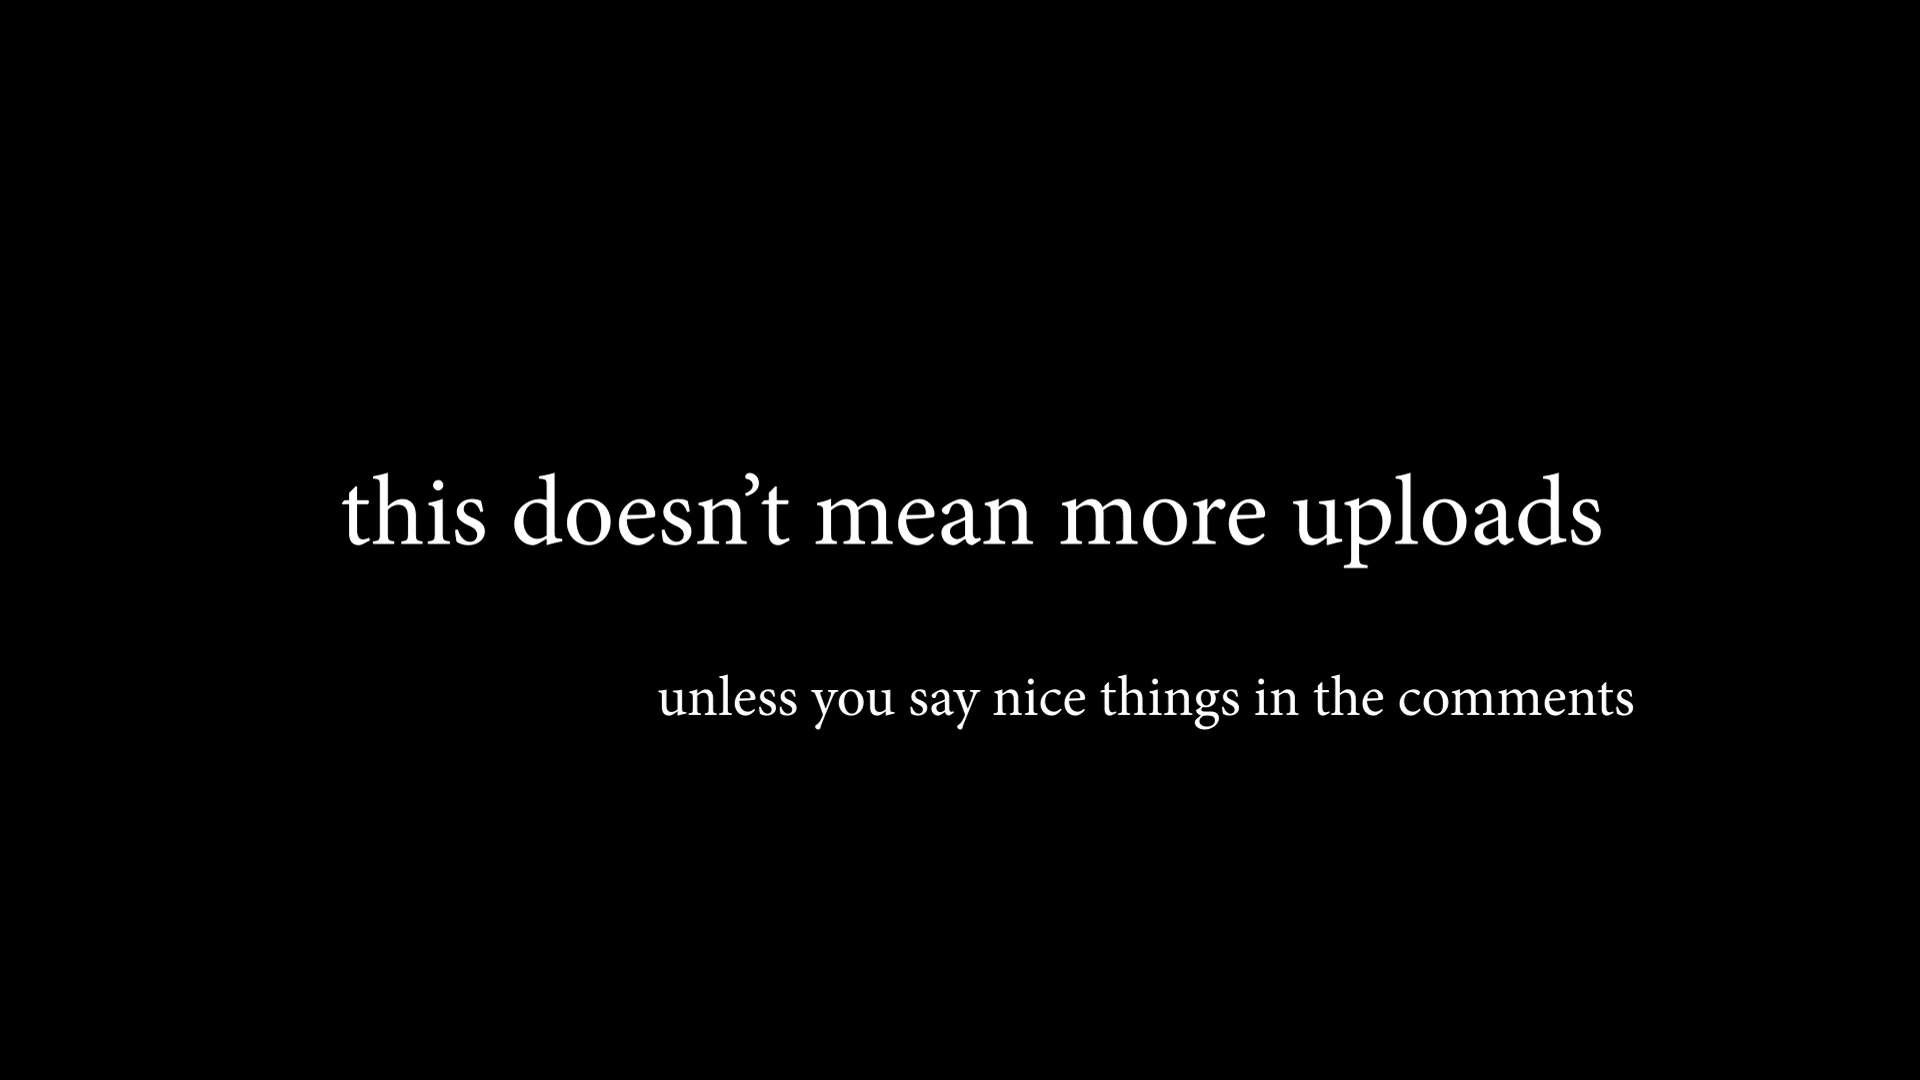 this doesn’t mean more uploads
unless you say nice things in the comments